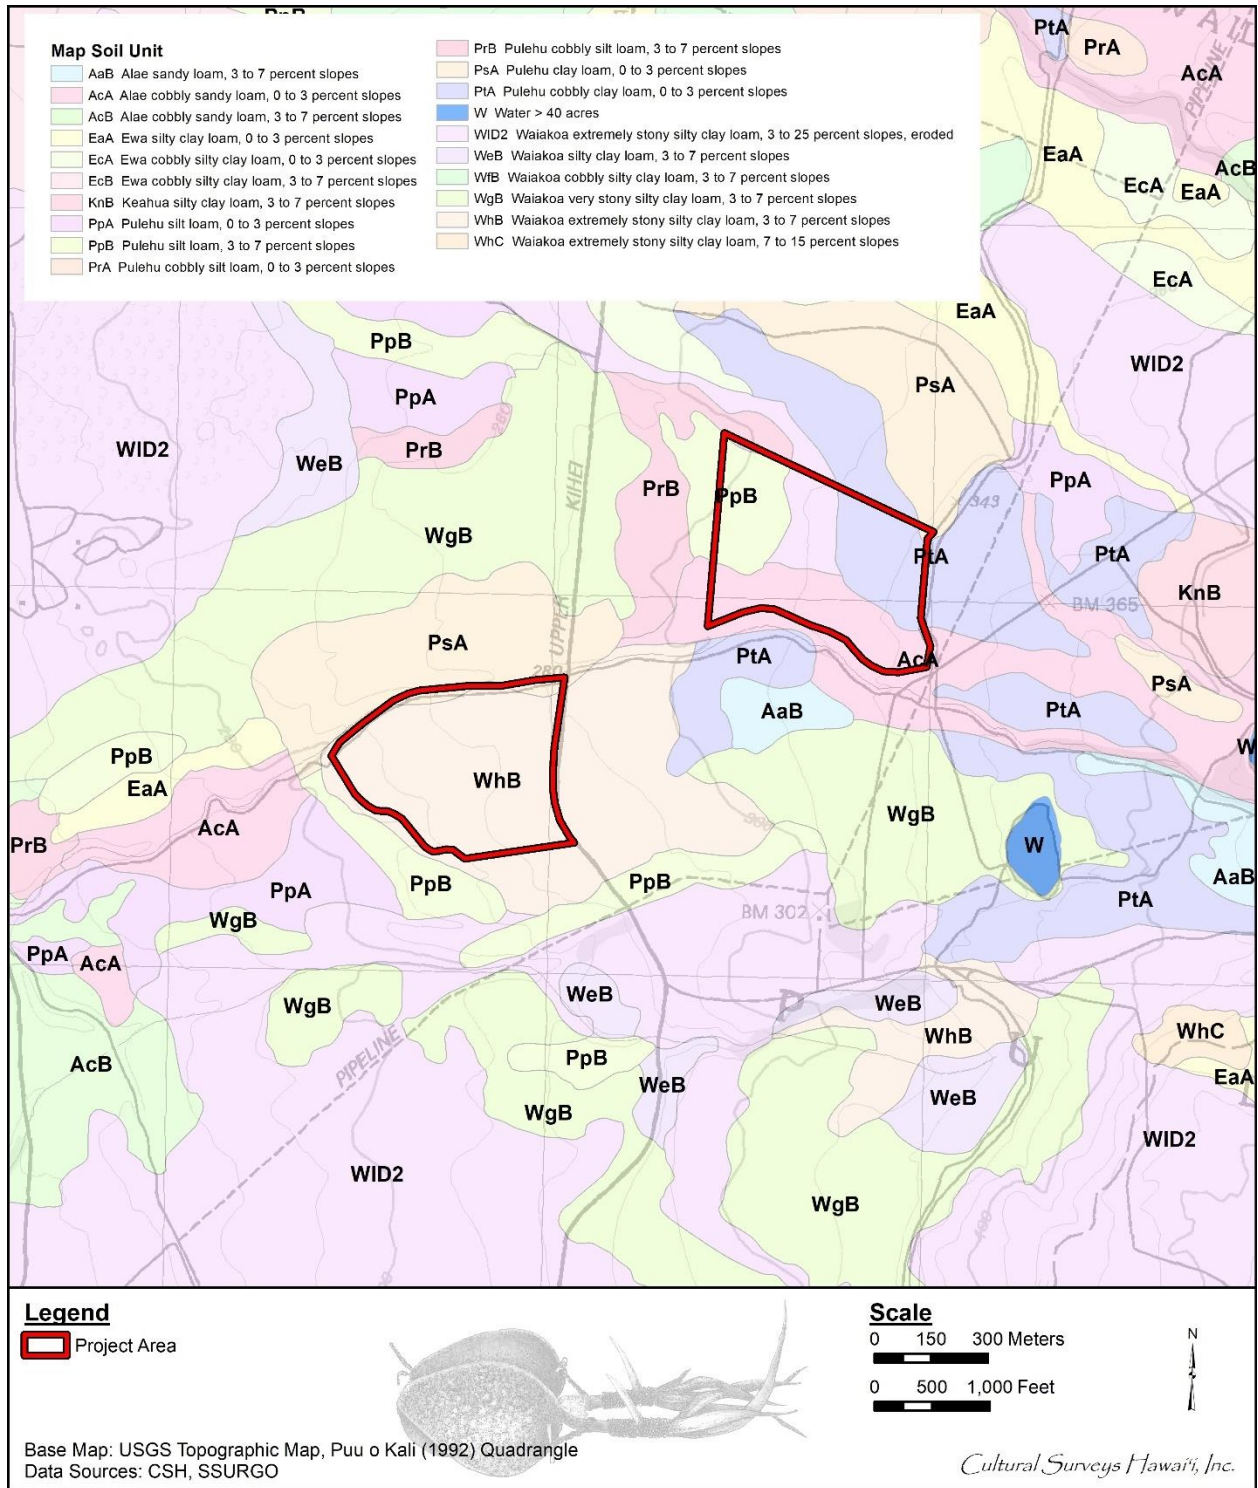 Map Soil Unit
AaB Alae sandy loam, 3 to 7 percent slopes
AcA Alae cobbly sandy loam, 0 to 3 percent slopes
AcB Alae cobbly sandy loam, 3 to 7 percent slopes
EaA Ewa silty clay loam, 0 to 3 percent slopes
EcA Ewa cobbly silty clay loam, 0 to 3 percent slopes
EcB Ewa cobbly silty clay loam, 3 to 7 percent slopes
KnB Keahua silty clay loam, 3 to 7 percent slopes
PpA Pulehu silt loam, 0 to 3 percent slopes
PpB Pulehu silt loam, 3 to 7 percent slopes
PrA Pulehu cobbly silt loam, 0 to 3 percent slopes
PrB Pulehu cobbly silt loam, 3 to 7 percent slopes
PsA Pulehu clay loam, 0 to 3 percent slopes
PtA Pulehu cobbly clay loam, 0 to 3 percent slopes
W Water > 40 acres
WID2 Waiakoa extremely stony silty clay loam, 3 to 25 percent slopes, eroded
WeB Waiakoa silty clay loam, 3 to 7 percent slopes
WfB Waiakoa cobbly silty clay loam, 3 to 7 percent slopes
WgB Waiakoa very stony silty clay loam, 3 to 7 percent slopes
WhB Waiakoa extremely stony silty clay loam, 3 to 7 percent slopes
WhC Waiakoa extremely stony silty clay loam, 7 to 15 percent slopes
PtA
PrA
AcA
PIPELINE
EaA
AcB
EcA
EaA
EcA
EaA
WID2
PpB
PpA
PsA
280
PrB
WID2
WeB
KIHEI
PrB
PpB
PpA
343
WgB
PtA
PtA
KnB
BM 365
UPPER
PsA
280
PtA
AcA
PsA
AaB
PtA
PpB
EaA
WhB
W
AcA
WgB
PrB
W
PpB
PpB
AaB
PpA
PtA
WgB
BM 302
PpA
AcA
WeB
WeB
WgB
P
WhB
WhC
AcB
PIPELINE
PpB
U
EaA
WeB
WeB
WgB
WID2
WID2
WgB
400
Legend
Project Area
Scale
0 150 300 Meters
0 500 1,000 Feet
N
Base Map: USGS Topographic Map, Puu o Kali (1992) Quadrangle
Data Sources: CSH, SSURGO
Cultural Surveys Hawai'i, Inc.